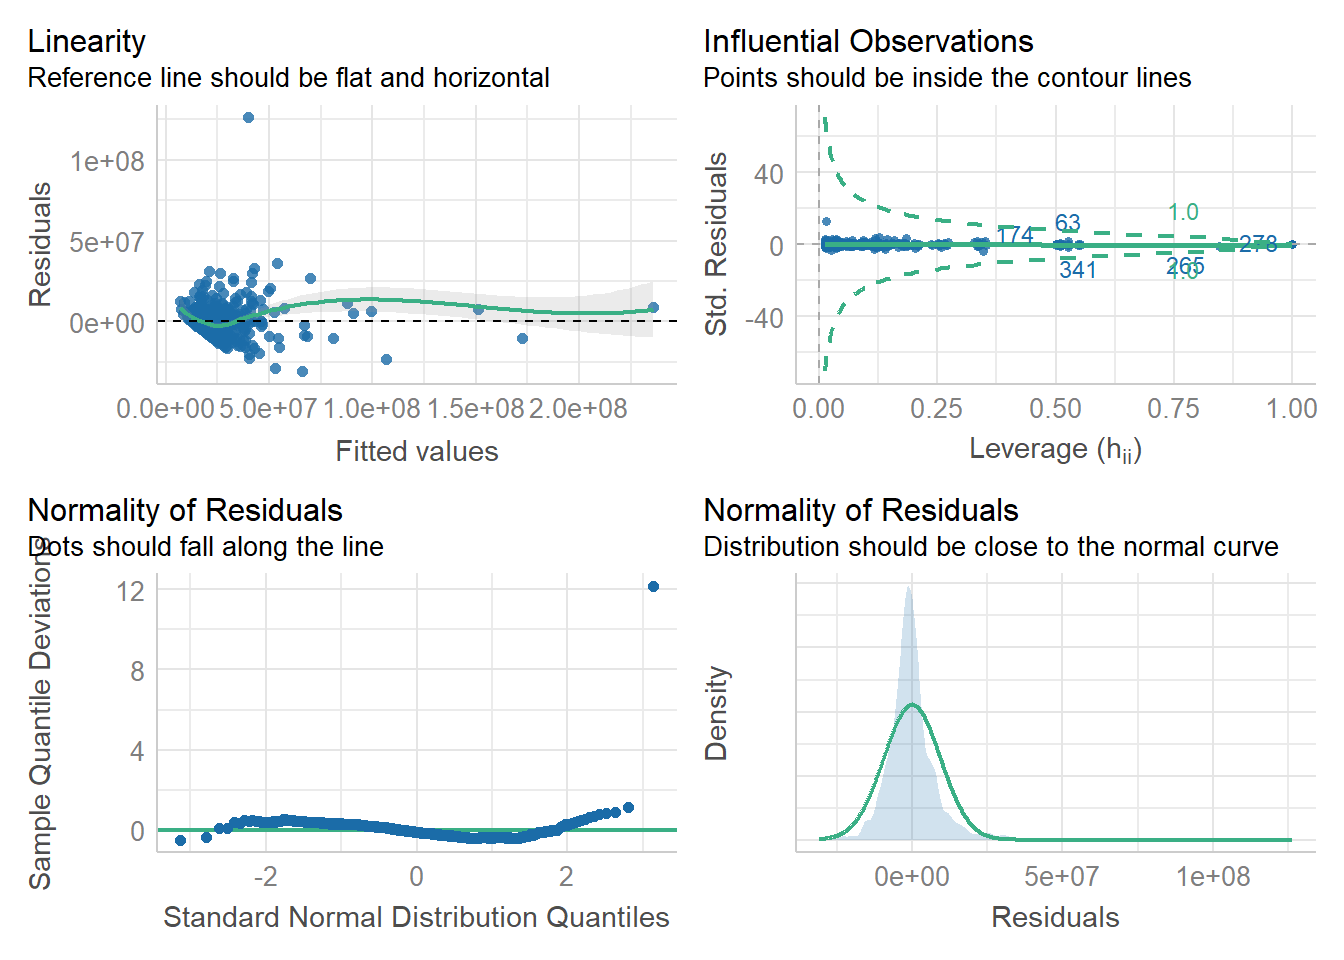 Linearity
Reference line should be flat and horizontal
Residuals
1e+08
5e+07
0e+00
0.0e+00 5.0e+07 1.0e+08 1.5e+08 2.0e+08
Fitted values
Influential Observations
Points should be inside the contour lines
Std. Residuals
40
0
-40
1.0
63
174
278
341
265
1.0
0.00 0.25 0.50 0.75 1.00
Leverage (hii)
Normality of Residuals
Dots should fall along the line
Sample Quantile Deviations
12
8
4
0
-2 0 2
Standard Normal Distribution Quantiles
Normality of Residuals
Distribution should be close to the normal curve
Density
0e+00 5e+07 1e+08
Residuals